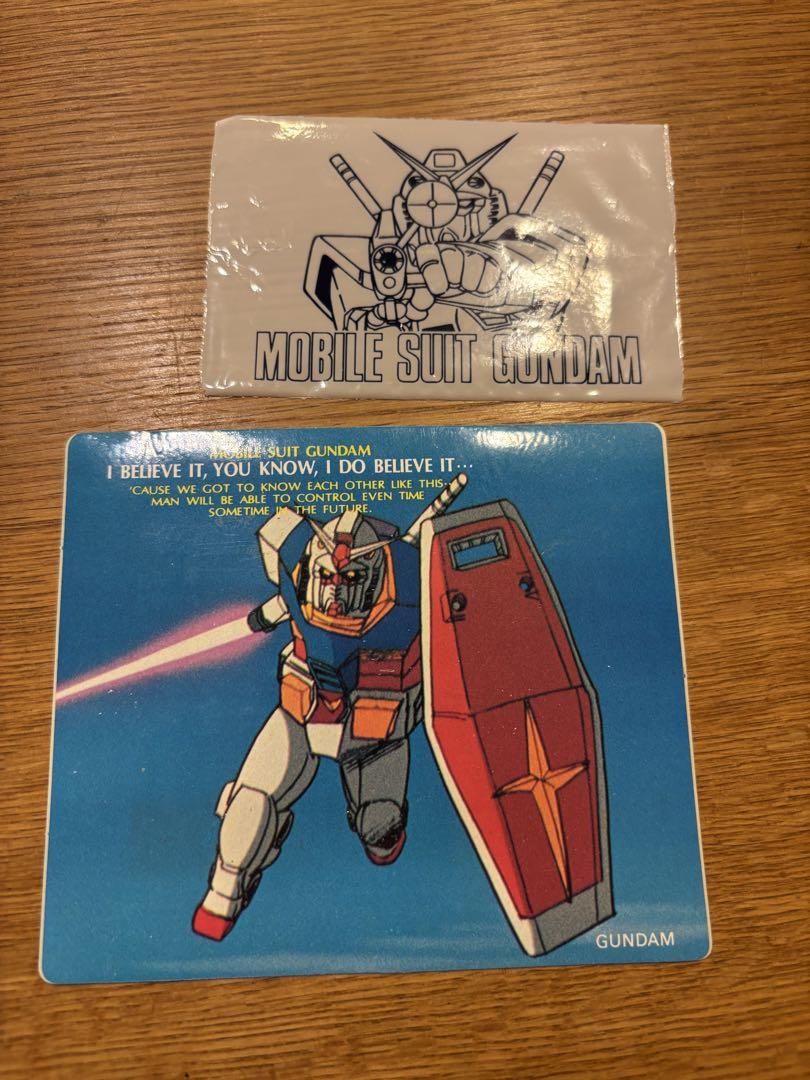 MOBILE SUIT GUNDAM
MOBILE SUIT GUNDAM
I BELIEVE IT, YOU KNOW, I DO BELIEVE IT...
'CAUSE WE GOT TO KNOW EACH OTHER LIKE THIS...
MAN WILL BE ABLE TO CONTROL EVEN TIME
SOMETIME IN THE FUTURE.
GUNDAM